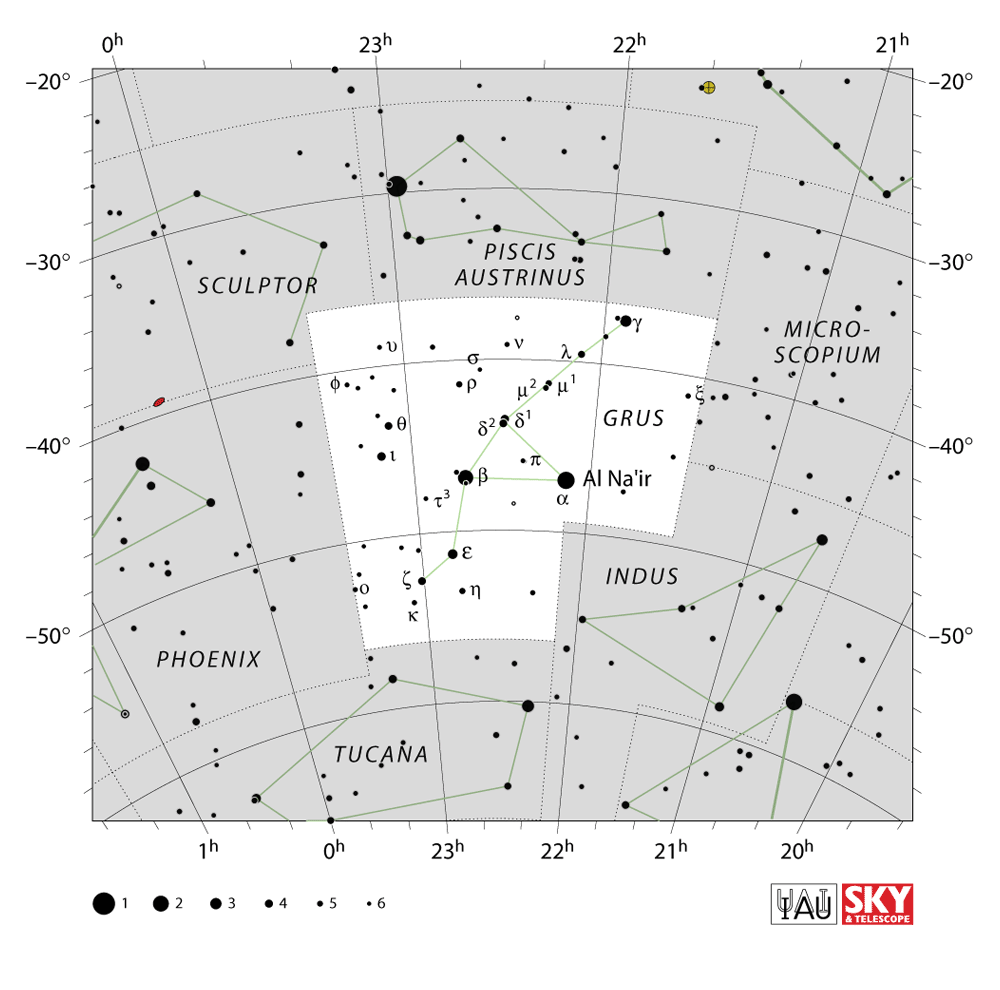 0h 23h 22h 21h
−20° −20°
PISCIS
AUSTRINUS
−30° −30°
SCULPTOR
γ
MICRO-
SCOPIUM
υ σ ν λ
ϕ ρ μ² μ¹ ξ
θ δ² δ¹ GRUS
−40° −40°
ι π
β Al Na'ir
τ³ α
ε
ζ INDUS
ο η
κ
−50° −50°
PHOENIX
TUCANA
1h 0h 23h 22h 21h 20h
1 2 3 4 5 6
IAU
SKY
& TELESCOPE